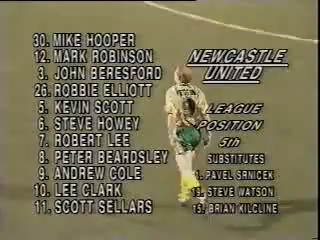 30. MIKE HOOPER
12. MARK ROBINSON
3. JOHN BERESFORD
26. ROBBIE ELLIOTT
5. KEVIN SCOTT
6. STEVE HOWEY
7. ROBERT LEE
8. PETER BEARDSLEY
9. ANDREW COLE
10. LEE CLARK
11. SCOTT SELLARS
NEWCASTLE
UNITED
LEAGUE
POSITION
5th
SUBSTITUTES
1. PAVEL SRNICEK
19. STEVE WATSON
15. BRIAN KILCLINE